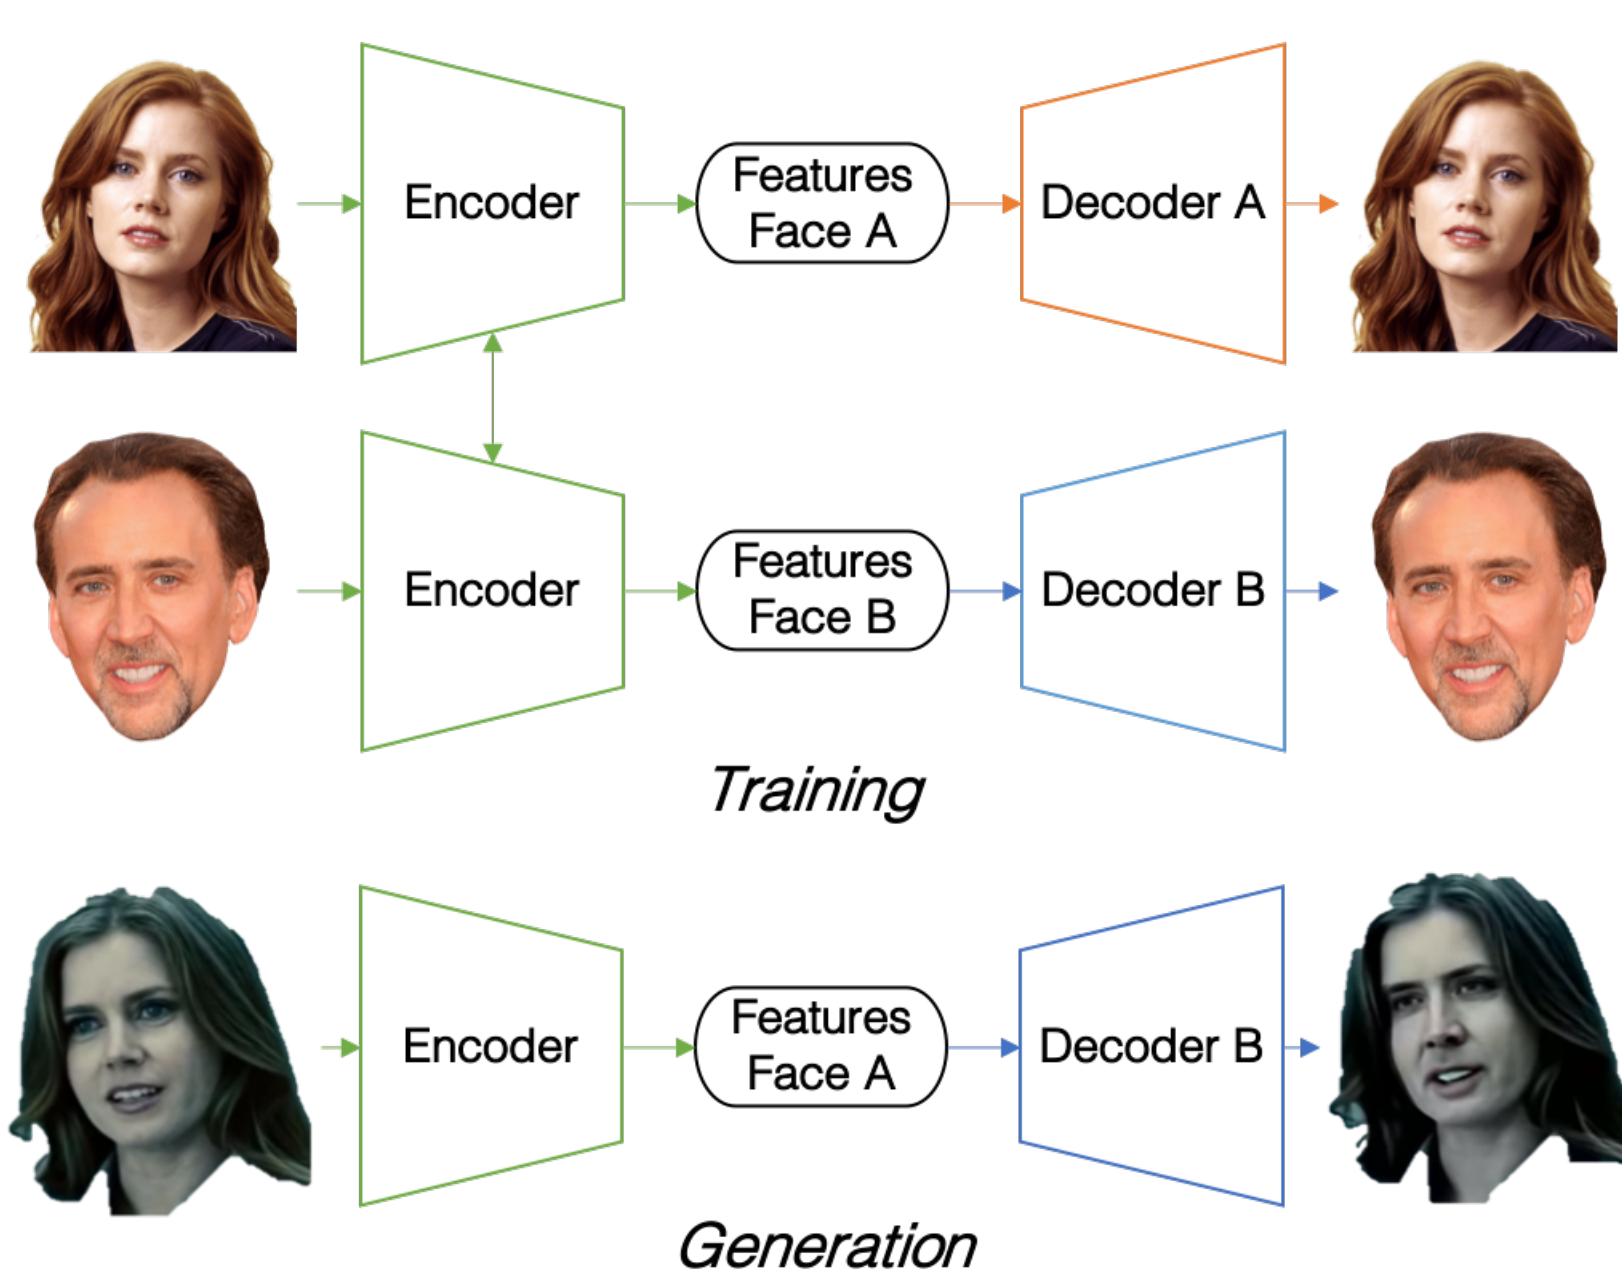 Encoder
Features
Face A
Decoder A
Encoder
Features
Face B
Decoder B
Training
Encoder
Features
Face A
Decoder B
Generation